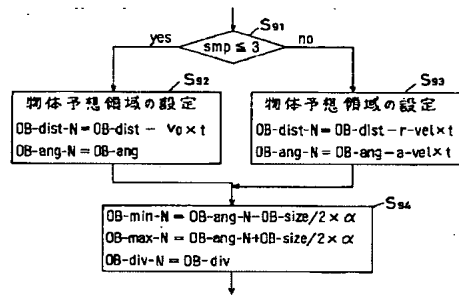 S91
smp ≦ 3
yes
no
S92
物体予想領域の設定
OB-dist-N=OB-dist - v0×t
OB-ang-N=OB-ang
S93
物体予想領域の設定
OB-dist-N=OB-dist-r-vel×t
OB-ang-N=OB-ang-a-vel×t
S94
OB-min-N=OB-ang-N-OB-size/2×α
OB-max-N=OB-ang-N+OB-size/2×α
OB-div-N=OB-div